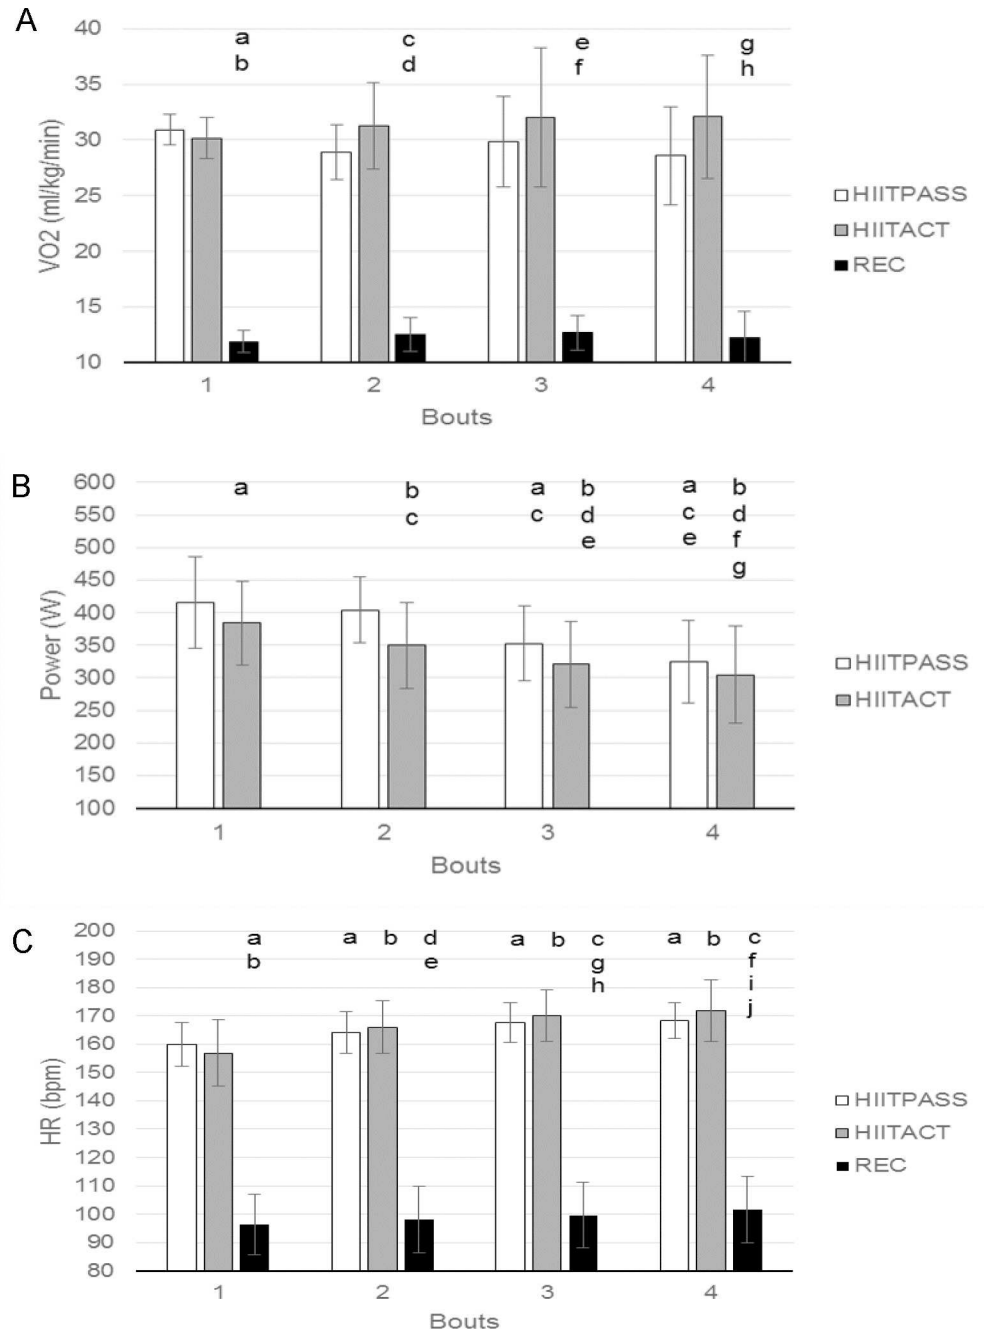 A
40
35
30
25
20
15
10
VO2 (ml/kg/min)
a
b
c
d
e
f
g
h
1 2 3 4
Bouts
HIITPASS
HIITACT
REC
B
600
550
500
450
400
350
300
250
200
150
100
Power (W)
a
b
c
a
c
b
d
e
a
c
e
b
d
f
g
1 2 3 4
Bouts
HIITPASS
HIITACT
C
200
190
180
170
160
150
140
130
120
110
100
90
80
HR (bpm)
a
b
a b d
e
a b c
g
h
a b c
f
i
j
1 2 3 4
Bouts
HIITPASS
HIITACT
REC